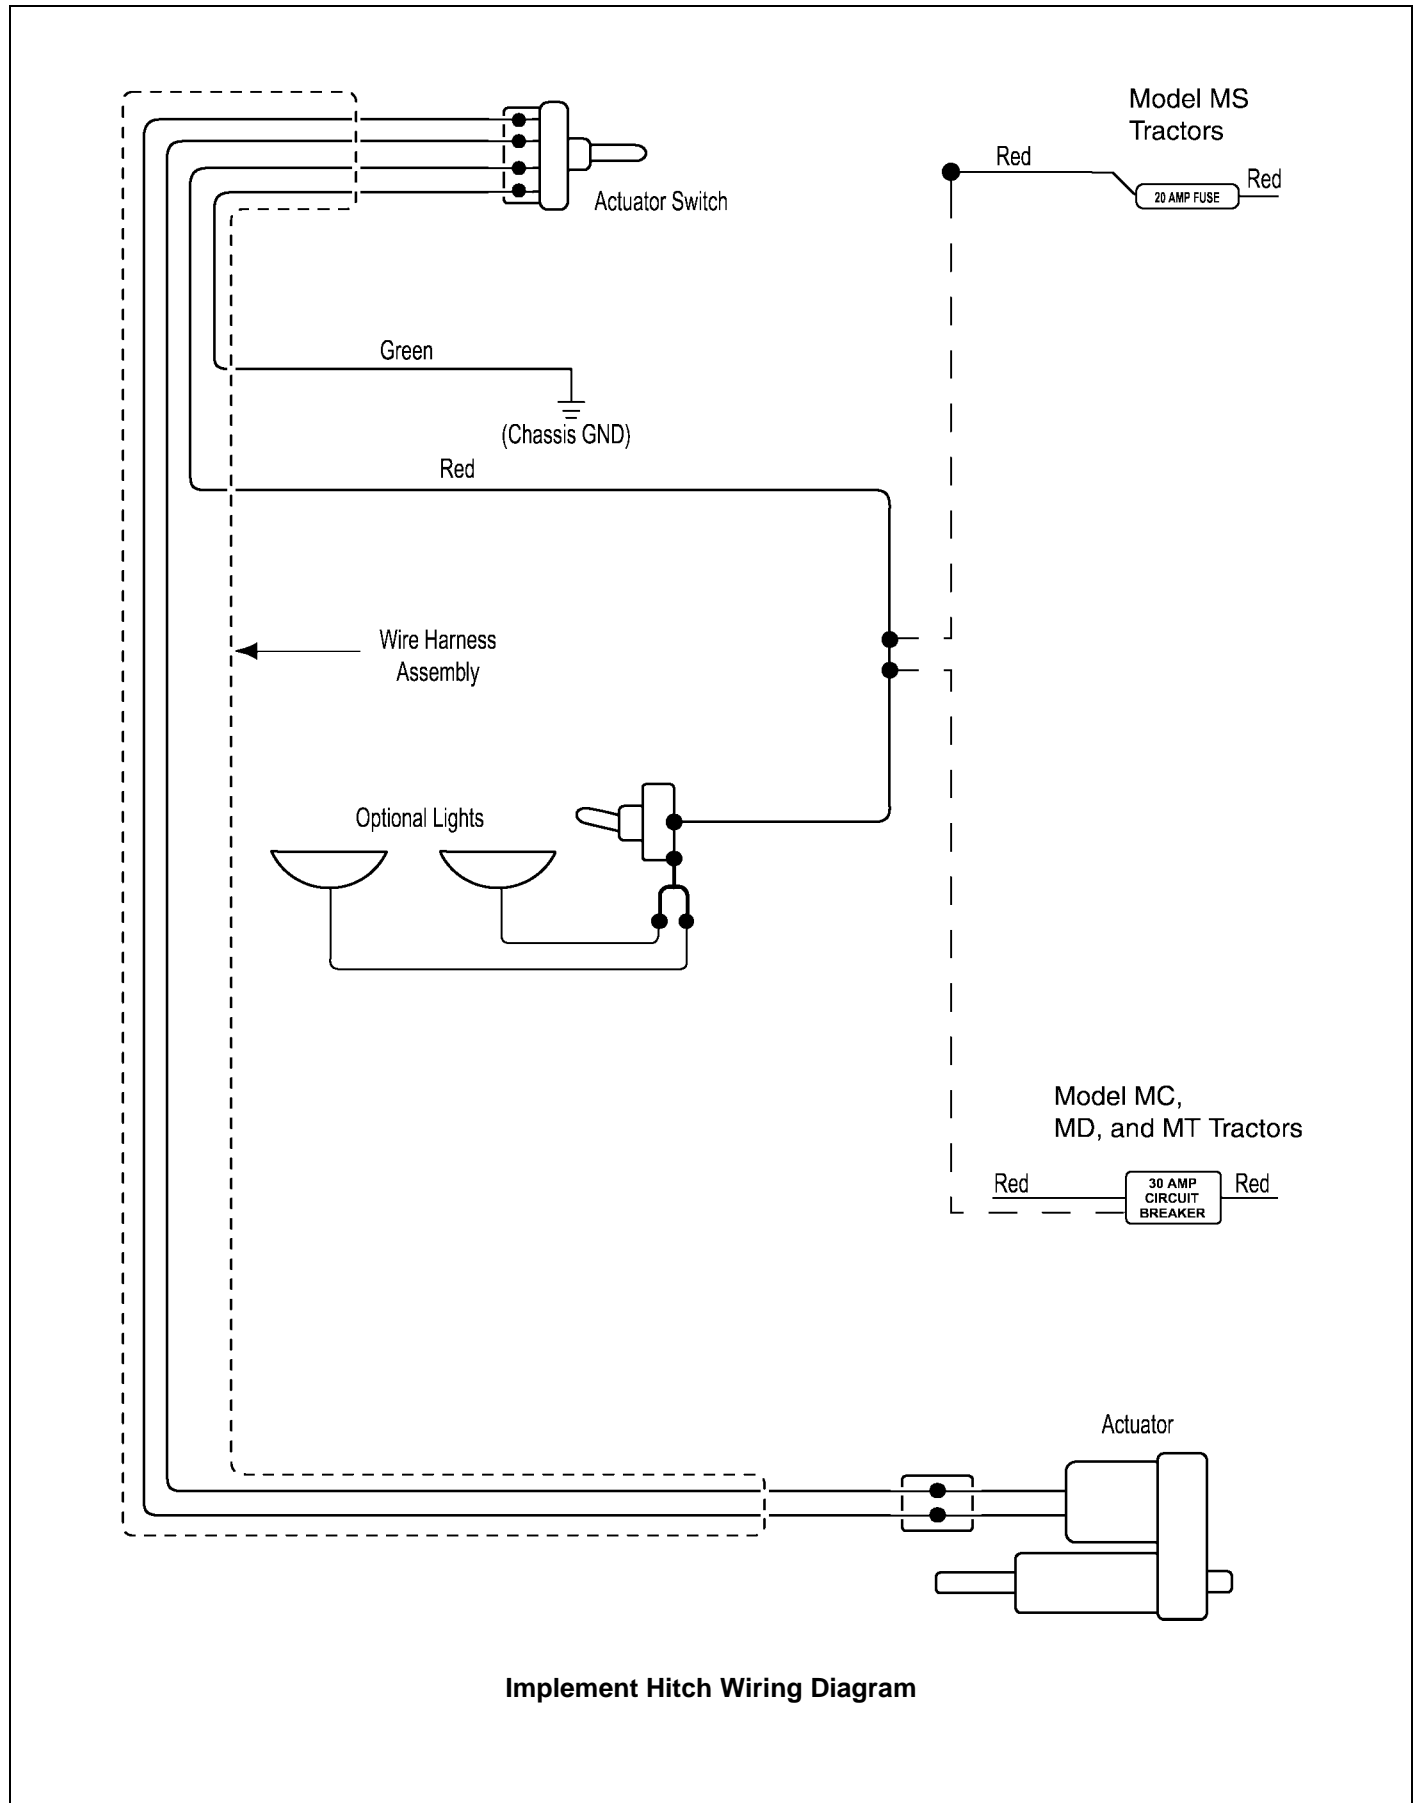 Model MS
Tractors
Red
Red
20 AMP FUSE
Actuator Switch
Green
(Chassis GND)
Red
Wire Harness
Assembly
Optional Lights
Model MC,
MD, and MT Tractors
Red
30 AMP
CIRCUIT
BREAKER
Red
Actuator
Implement Hitch Wiring Diagram